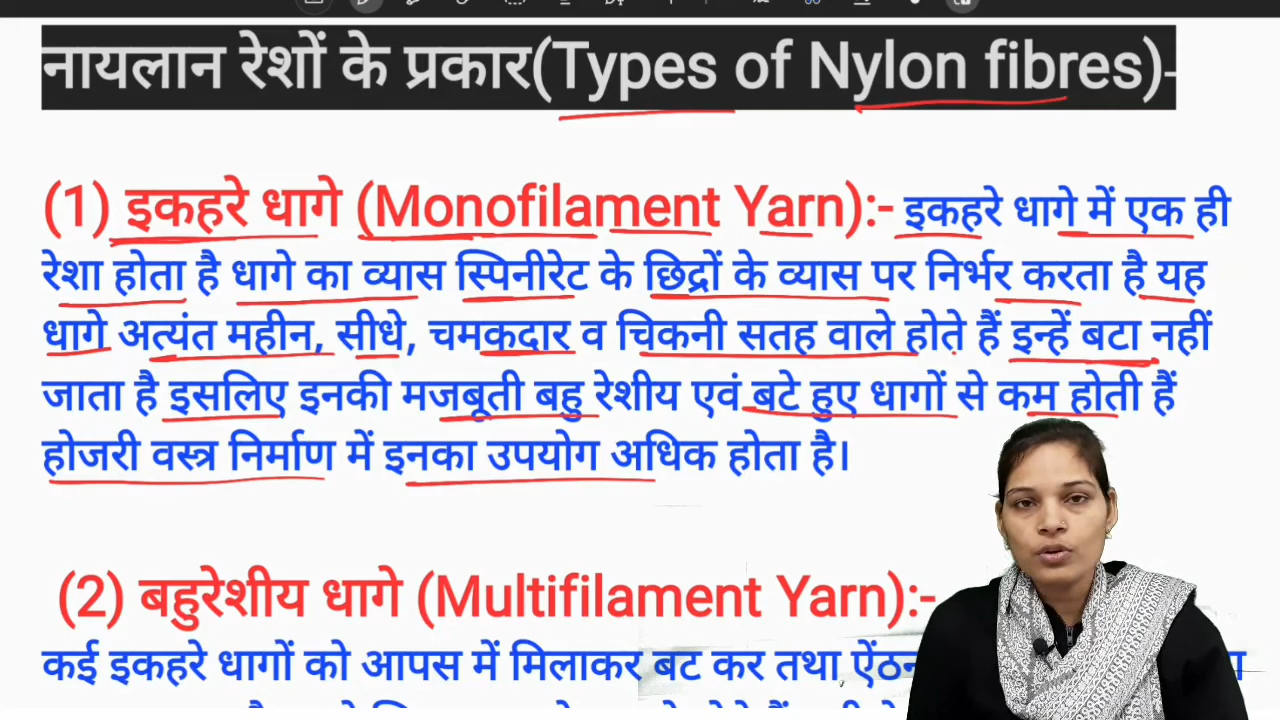 नायलान रेशों के प्रकार(Types of Nylon fibres)-
(1) इकहरे धागे (Monofilament Yarn):- इकहरे धागे में एक ही
रेशा होता है धागे का व्यास स्पिनीरेट के छिद्रों के व्यास पर निर्भर करता है यह
धागे अत्यंत महीन, सीधे, चमकदार व चिकनी सतह वाले होते हैं इन्हें बटा नहीं
जाता है इसलिए इनकी मजबूती बहु रेशीय एवं बटे हुए धागों से कम होती हैं
होजरी वस्त्र निर्माण में इनका उपयोग अधिक होता है।
(2) बहुरेशीय धागे (Multifilament Yarn):-
कई इकहरे धागों को आपस में मिलाकर बट कर तथा